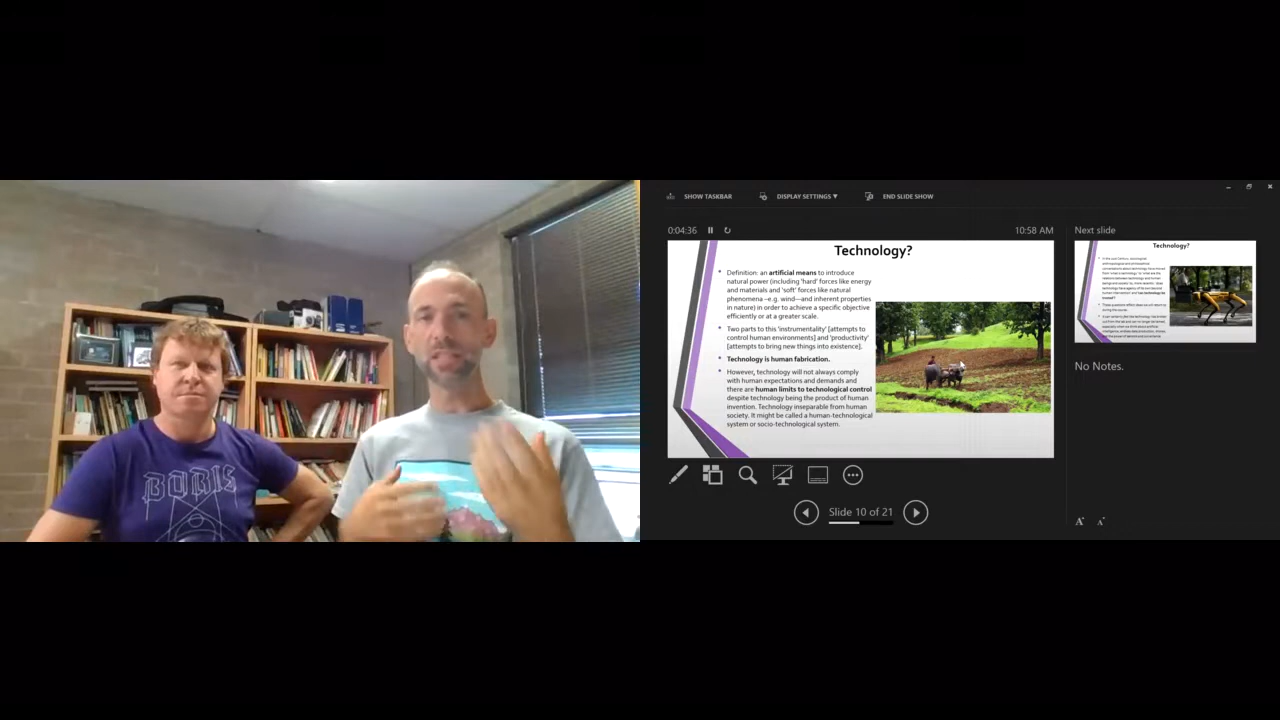 BORIS
SHOW TASKBAR
DISPLAY SETTINGS ▼
END SLIDE SHOW
0:04:36
10:58 AM
Technology?
• Definition: an artificial means to introduce
natural power (including 'hard' forces like energy
and materials and 'soft' forces like natural
phenomena –e.g. wind—and inherent properties
in nature) in order to achieve a specific objective
efficiently or at a greater scale.
• Two parts to this 'instrumentality' [attempts to
control human environments] and 'productivity'
[attempts to bring new things into existence].
• Technology is human fabrication.
• However, technology will not always comply
with human expectations and demands and
there are human limits to technological control
despite technology being the product of human
invention. Technology inseparable from human
society. It might be called a human-technological
system or socio-technological system.
Slide 10 of 21
Next slide
Technology?
No Notes.
A
A